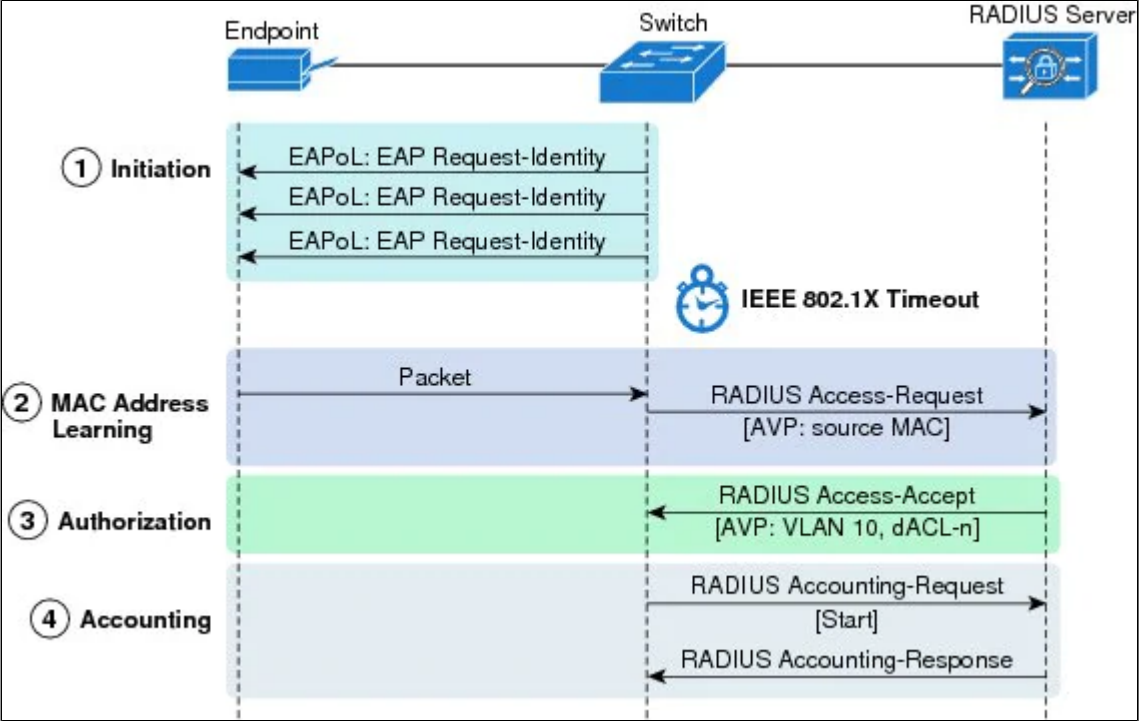 Endpoint
Switch
RADIUS Server
1 Initiation
EAPoL: EAP Request-Identity
EAPoL: EAP Request-Identity
EAPoL: EAP Request-Identity
IEEE 802.1X Timeout
2 MAC Address
Learning
Packet
RADIUS Access-Request
[AVP: source MAC]
3 Authorization
RADIUS Access-Accept
[AVP: VLAN 10, dACL-n]
4 Accounting
RADIUS Accounting-Request
[Start]
RADIUS Accounting-Response